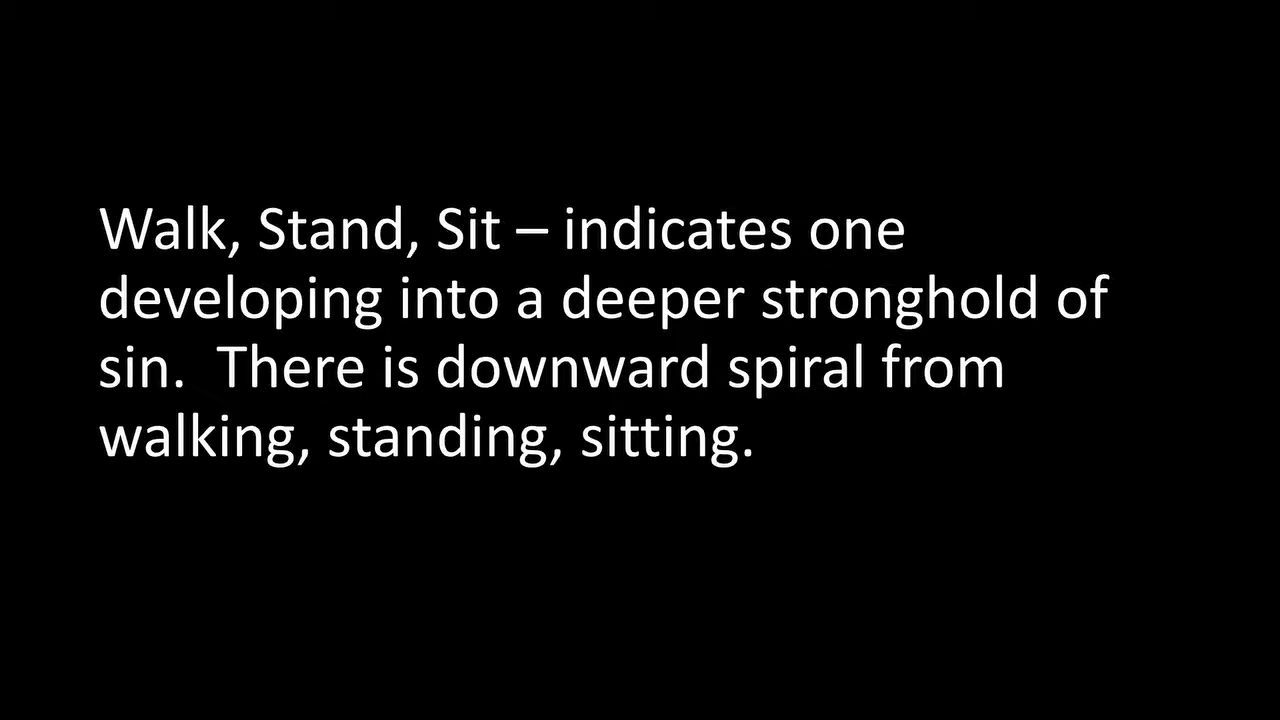 Walk, Stand, Sit – indicates one
developing into a deeper stronghold of
sin.  There is downward spiral from
walking, standing, sitting.